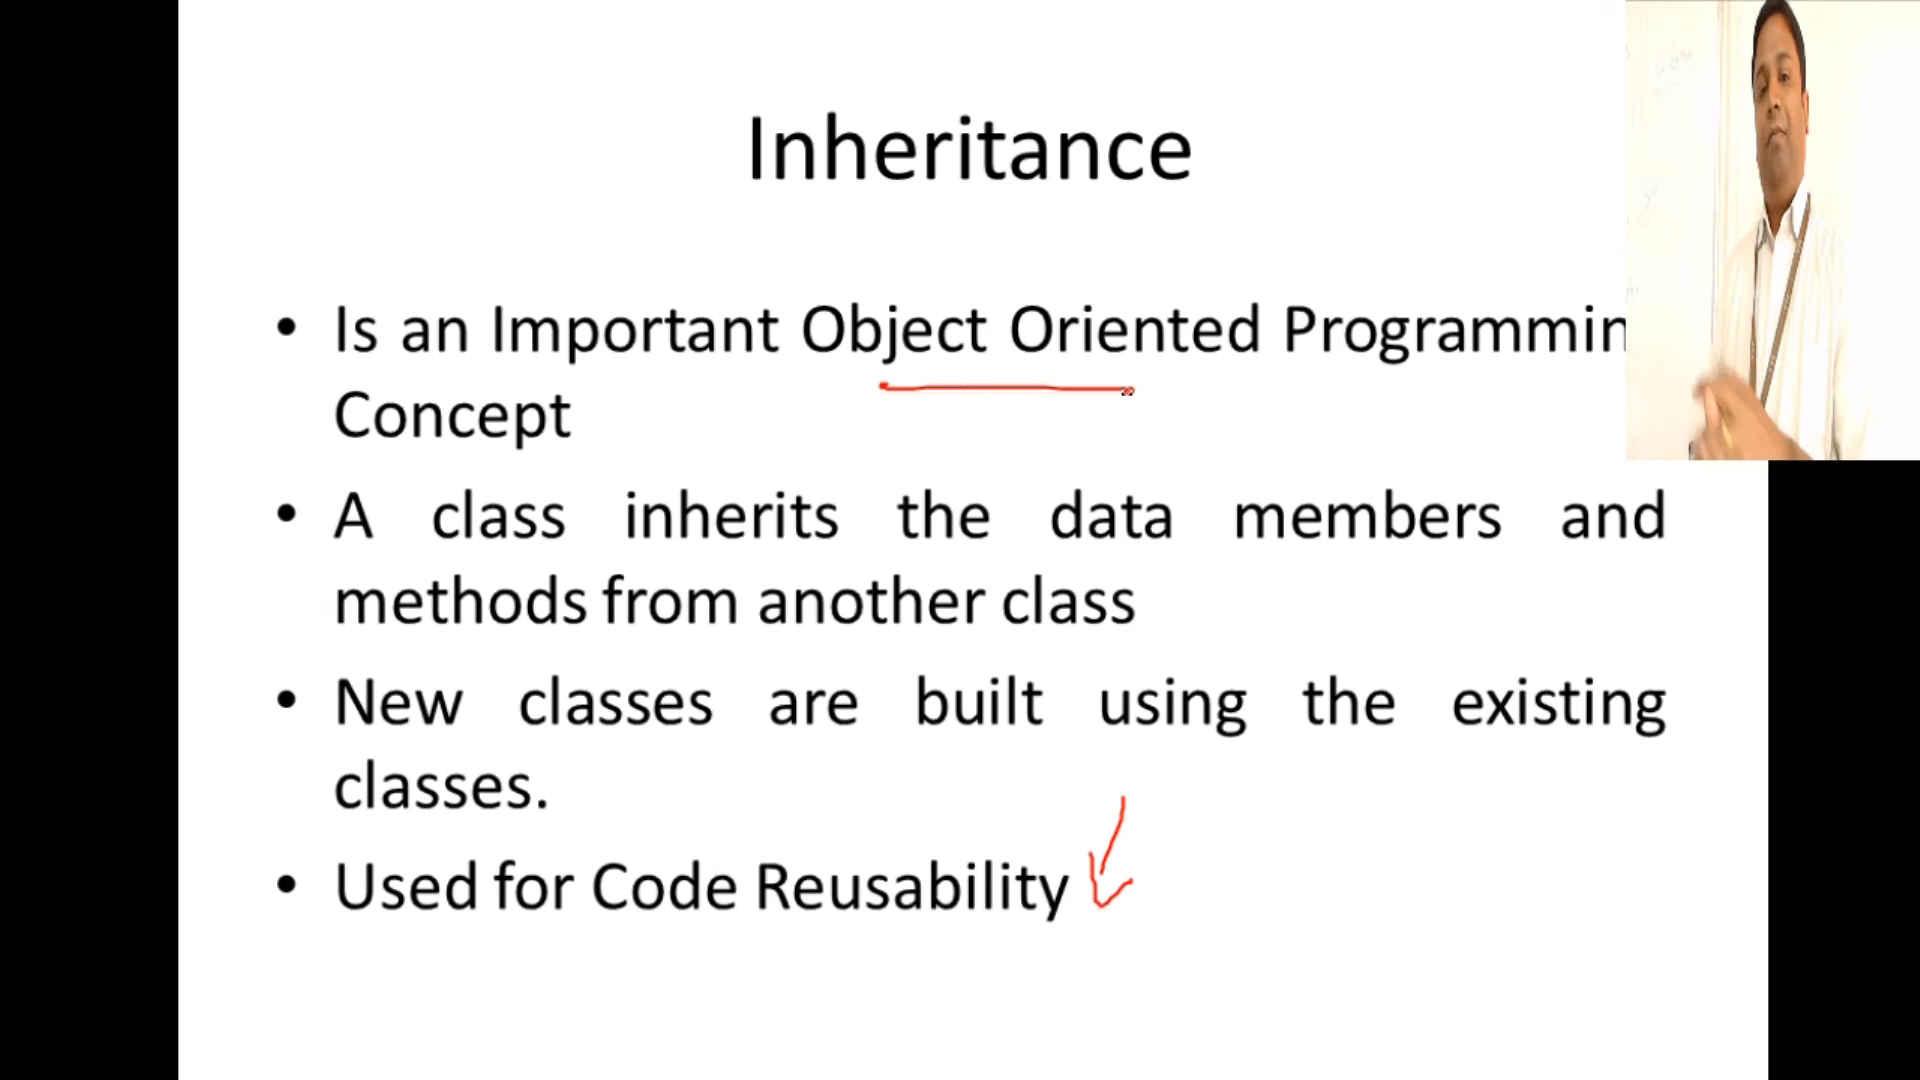 Inheritance
• Is an Important Object Oriented Programmin
Concept
• A class inherits the data members and
methods from another class
• New classes are built using the existing
classes.
• Used for Code Reusability